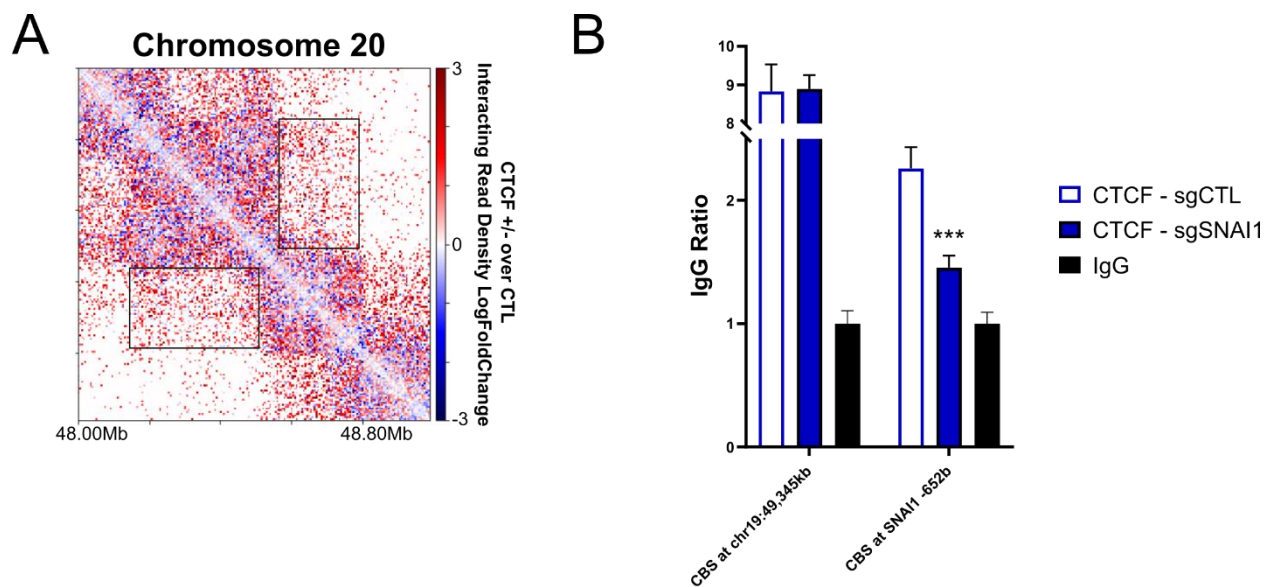 A
Chromosome 20
3
0
-3
CTCF +/- over CTL
Interacting Read Density LogFoldChange
48.00Mb
48.80Mb
B
IgG Ratio
10
9
8
2
1
0
***
CBS at chr19:49,345kb
CBS at SNAI1 -652b
CTCF - sgCTL
CTCF - sgSNAI1
IgG